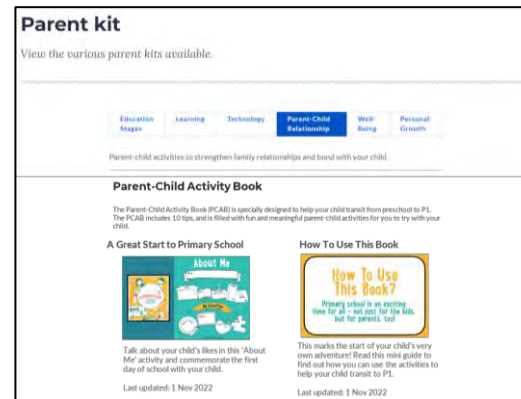 Parent kit
View the various parent kits available.
Education Stages
Learning
Technology
Parent-Child Relationship
Well-Being
Personal Growth
Parent-child activities to strengthen family relationships and bond with your child
Parent-Child Activity Book
The Parent-Child Activity Book (PCAB) is specially designed to help your child transit from preschool to P1.
The PCAB includes 10 tips, and is filled with fun and meaningful parent-child activities for you to try with your
child.
A Great Start to Primary School
About Me
Talk about your child's likes in this 'About
Me' activity and commemorate the first
day of school with your child.
Last updated: 1 Nov 2022
How To Use This Book
How To Use
This Book?
Primary school is an exciting
time for all - not just for the kids,
but for parents too!
This marks the start of your child's very
own adventure! Read this mini guide to
find out how you can use the activities to
help your child transit to P1.
Last updated: 1 Nov 2022